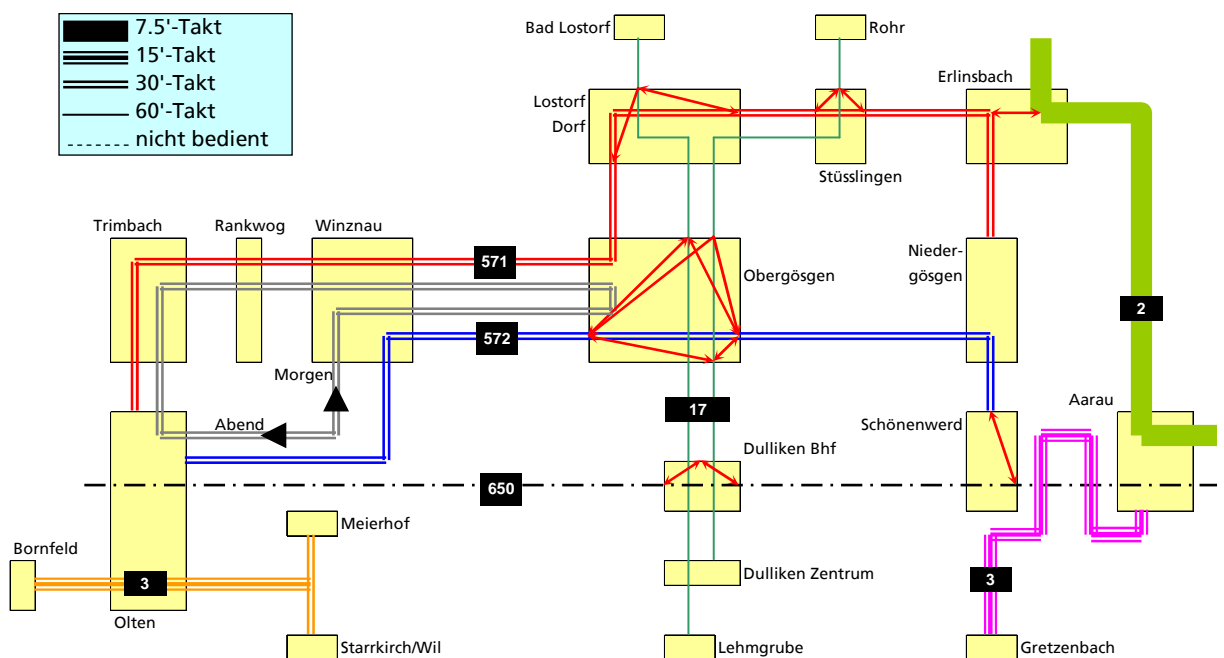 7.5'-Takt
15'-Takt
30'-Takt
60'-Takt
nicht bedient
Bad Lostorf
Rohr
Erlinsbach
Lostorf
Dorf
Stüsslingen
Trimbach
Rankwog
Winznau
571
Obergösgen
Nieder-
gösgen
2
572
Morgen
Abend
17
Schönenwerd
Aarau
Dulliken Bhf
650
Meierhof
Bornfeld
3
Dulliken Zentrum
3
Olten
Starrkirch/Wil
Lehmgrube
Gretzenbach